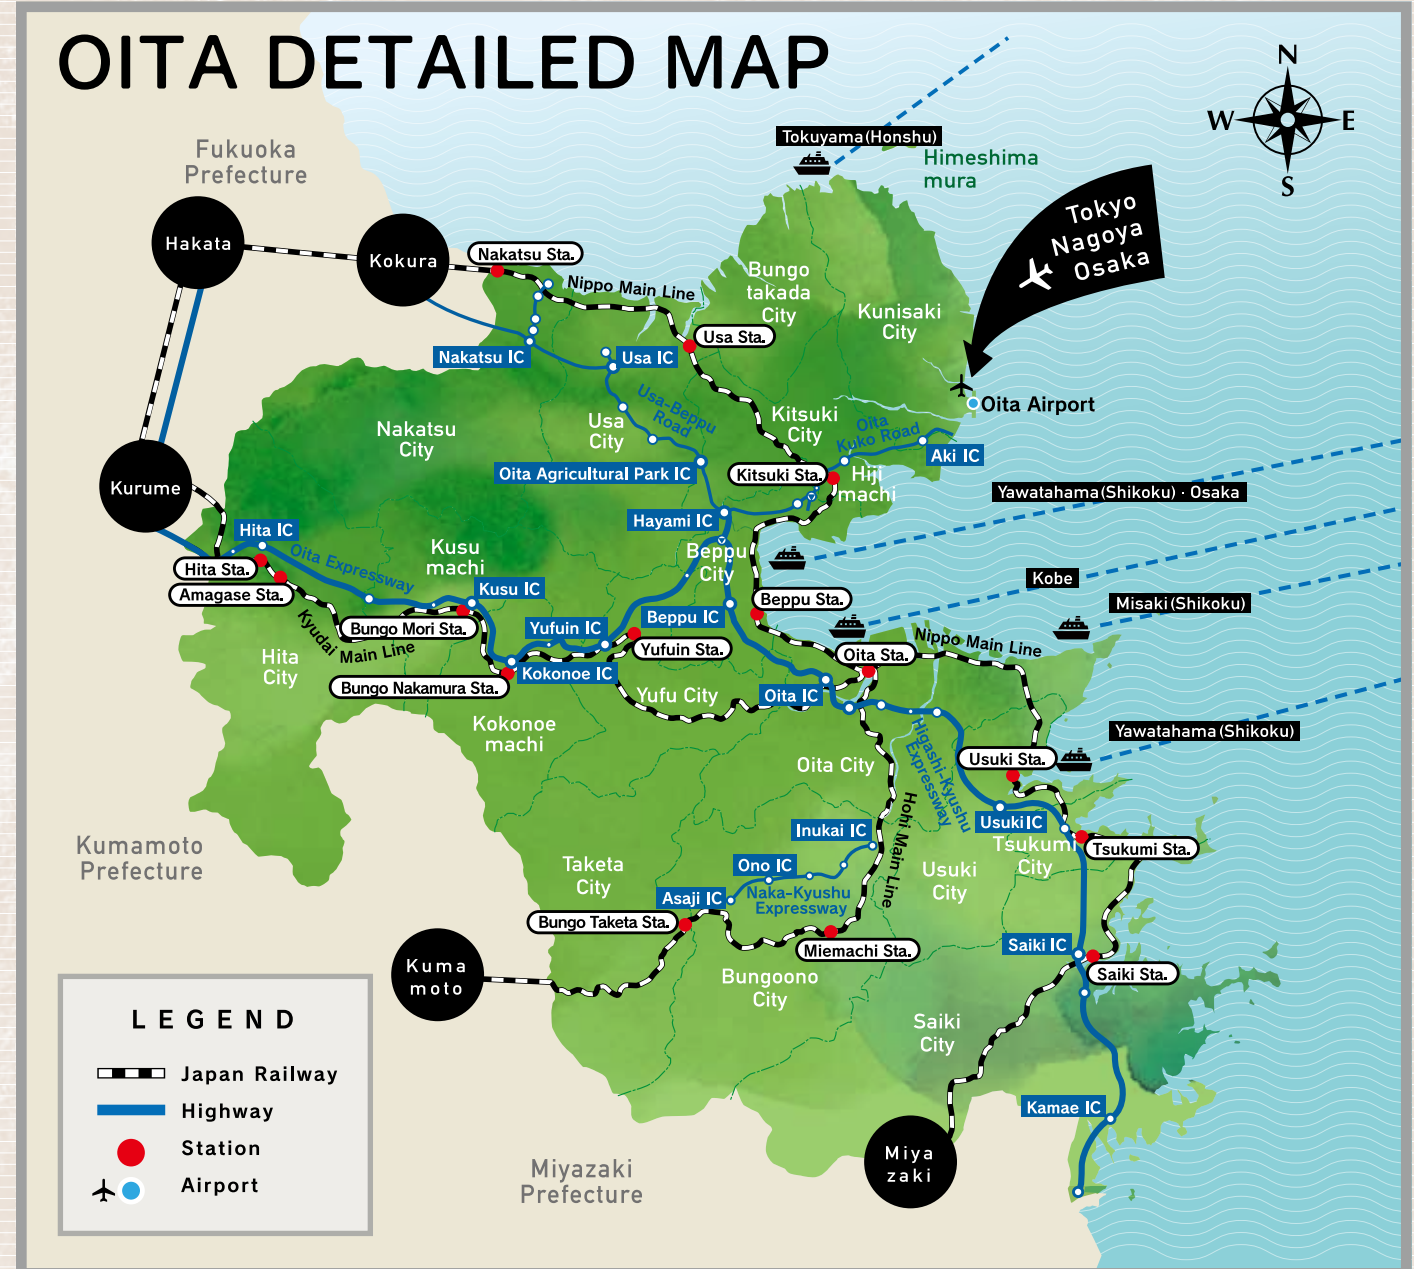 OITA DETAILED MAP
N
W
E
S
Tokuyama(Honshu)
Himeshima
mura
Fukuoka
Prefecture
Tokyo
Nagoya
Osaka
Hakata
Kokura
Nakatsu Sta.
Nippo Main Line
Bungo
takada
City
Kunisaki
City
Usa Sta.
Nakatsu IC
Usa IC
Oita Airport
Usa-Beppu
Road
Usa
City
Kitsuki
City
Oita
Kuko Road
Aki IC
Nakatsu
City
Oita Agricultural Park IC
Kitsuki Sta.
Hiji
machi
Kurume
Yawatahama(Shikoku)・Osaka
Hita IC
Hayami IC
Oita Expressway
Kusu
machi
Beppu
City
Hita Sta.
Amagase Sta.
Kobe
Kusu IC
Beppu Sta.
Misaki(Shikoku)
Beppu IC
Yufuin IC
Bungo Mori Sta.
Kyudai Main Line
Yufuin Sta.
Oita Sta.
Nippo Main Line
Hita
City
Kokonoe IC
Bungo Nakamura Sta.
Yufu City
Oita IC
Kokonoe
machi
Yawatahama(Shikoku)
Oita City
Higashi-Kyushu
Expressway
Usuki Sta.
Hohi Main Line
Usuki IC
Inukai IC
Tsukumi
City
Tsukumi Sta.
Kumamoto
Prefecture
Taketa
City
Ono IC
Usuki
City
Asaji IC
Naka-Kyushu
Expressway
Bungo Taketa Sta.
Miemachi Sta.
Saiki IC
Saiki Sta.
Kuma
moto
Bungoono
City
Saiki
City
LEGEND
Japan Railway
Highway
Station
Airport
Kamae IC
Miya
zaki
Miyazaki
Prefecture